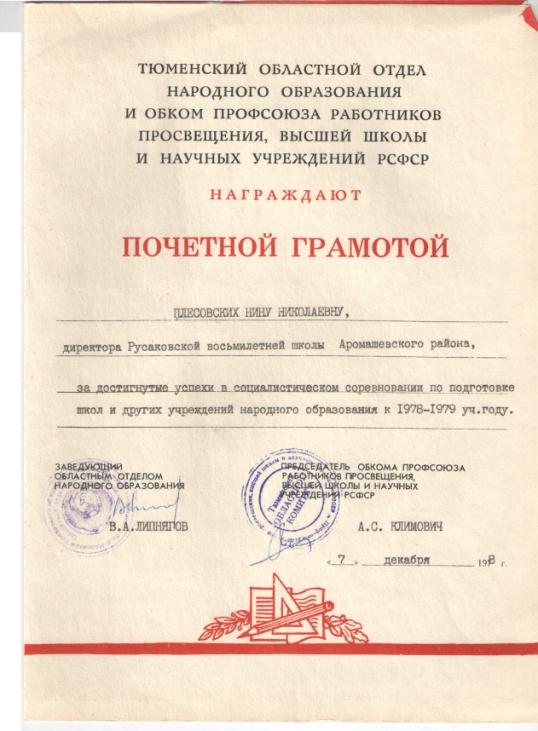 ТЮМЕНСКИЙ ОБЛАСТНОЙ ОТДЕЛ
НАРОДНОГО ОБРАЗОВАНИЯ
И ОБКОМ ПРОФСОЮЗА РАБОТНИКОВ
ПРОСВЕЩЕНИЯ, ВЫСШЕЙ ШКОЛЫ
И НАУЧНЫХ УЧРЕЖДЕНИЙ РСФСР
НАГРАЖДАЮТ
ПОЧЕТНОЙ ГРАМОТОЙ
ПЛЕСОВСКИХ НИНУ НИКОЛАЕВНУ,
директора Русаковской восьмилетней школы Аромашевского района,
за достигнутые успехи в социалистическом соревновании по подготовке
школ и других учреждений народного образования к 1978-1979 уч.году.
ЗАВЕДУЮЩИЙ
ОБЛАСТНЫМ ОТДЕЛОМ
НАРОДНОГО ОБРАЗОВАНИЯ
В.А.ЛИПНЯГОВ
ПРЕДСЕДАТЕЛЬ ОБКОМА ПРОФСОЮЗА
РАБОТНИКОВ ПРОСВЕЩЕНИЯ,
ВЫСШЕЙ ШКОЛЫ И НАУЧНЫХ
УЧРЕЖДЕНИЙ РСФСР
ОБЛАСТНОЙ
КОМИТЕТ
А.С. КЛИМОВИЧ
« 7 » декабря 1978 г.